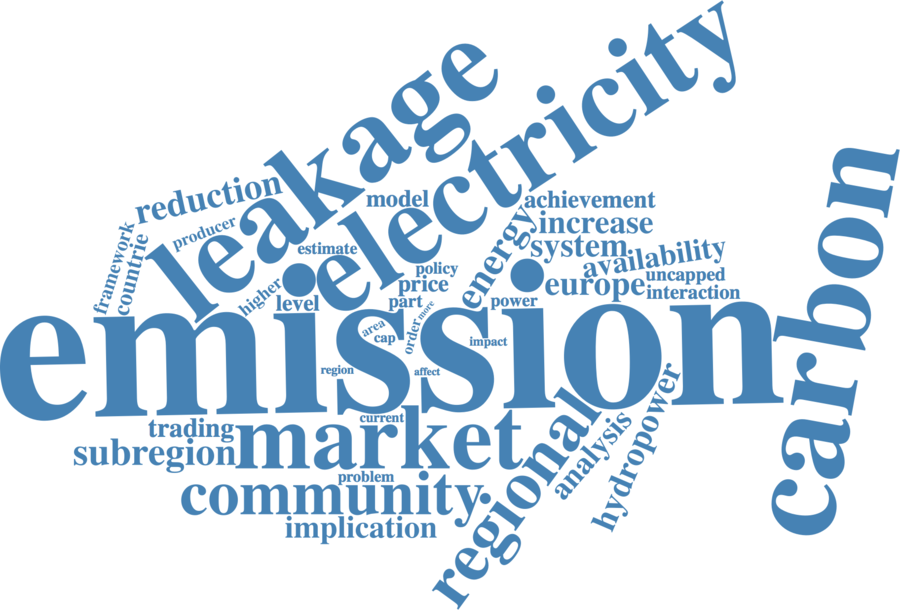 leakage
electricity
carbon
reduction
model
achievement
producer
increase
framework
countrie
estimate
energy
system
availability
policy
uncapped
higher
price
europe
interaction
level
part
power
more
area
cap
order
impact
emission
region
affect
current
trading
market
regional
analysis
hydropower
subregion
problem
community
implication